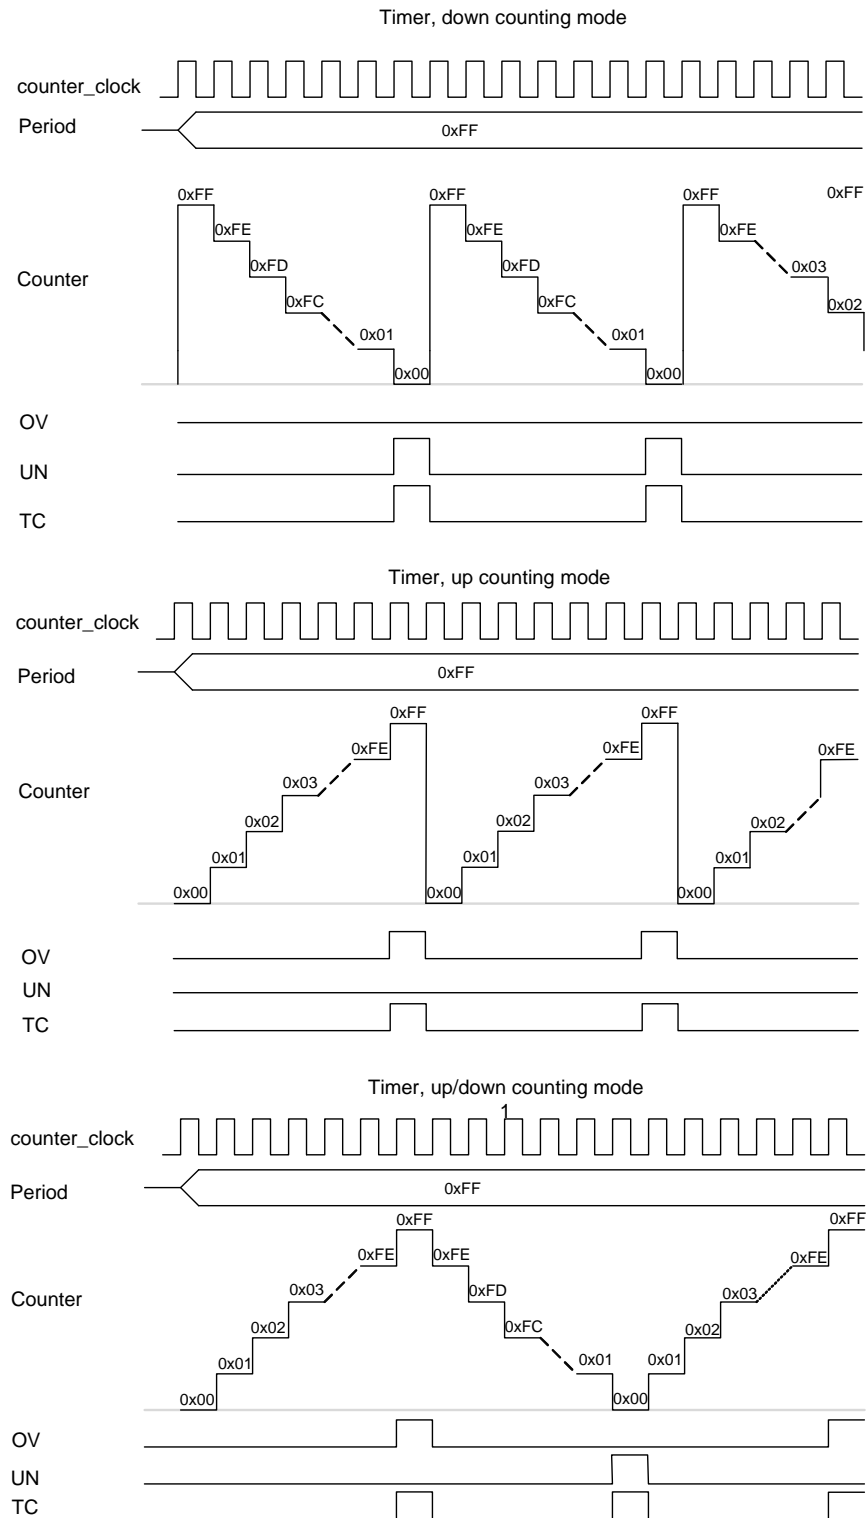 Timer, down counting mode
counter_clock
Period
0xFF
0xFF
0xFF
0xFF
0xFF
0xFE
0xFE
0xFE
0xFD
0xFD
0x03
Counter
0xFC
0xFC
0x02
0x01
0x01
0x00
0x00
OV
UN
TC
Timer, up counting mode
counter_clock
Period
0xFF
0xFF
0xFF
0xFE
0xFE
0xFE
Counter
0x03
0x03
0x02
0x02
0x02
0x01
0x01
0x01
0x00
0x00
0x00
OV
UN
TC
Timer, up/down counting mode
1
counter_clock
Period
0xFF
0xFF
0xFF
0xFE
0xFE
0xFE
Counter
0x03
0xFD
0x03
0x02
0xFC
0x02
0x01
0x01
0x01
0x00
0x00
OV
UN
TC